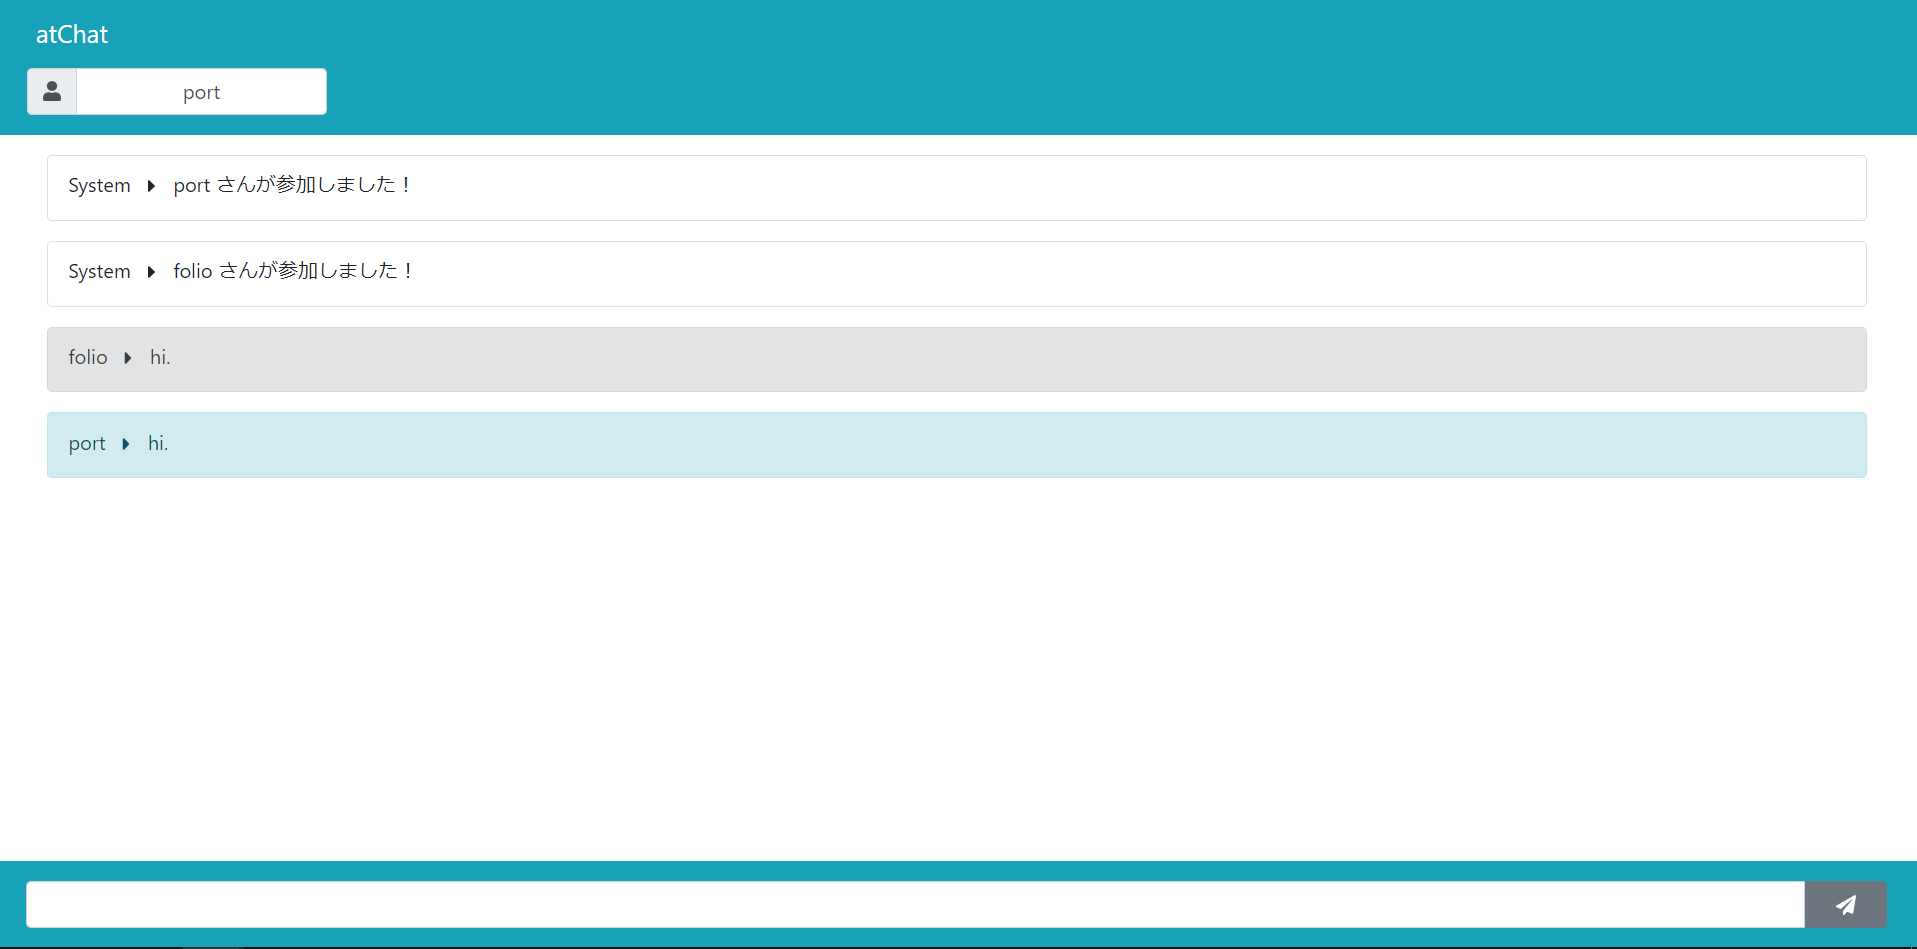 atChat
port
System port さんが参加しました！
System folio さんが参加しました！
folio hi.
port hi.